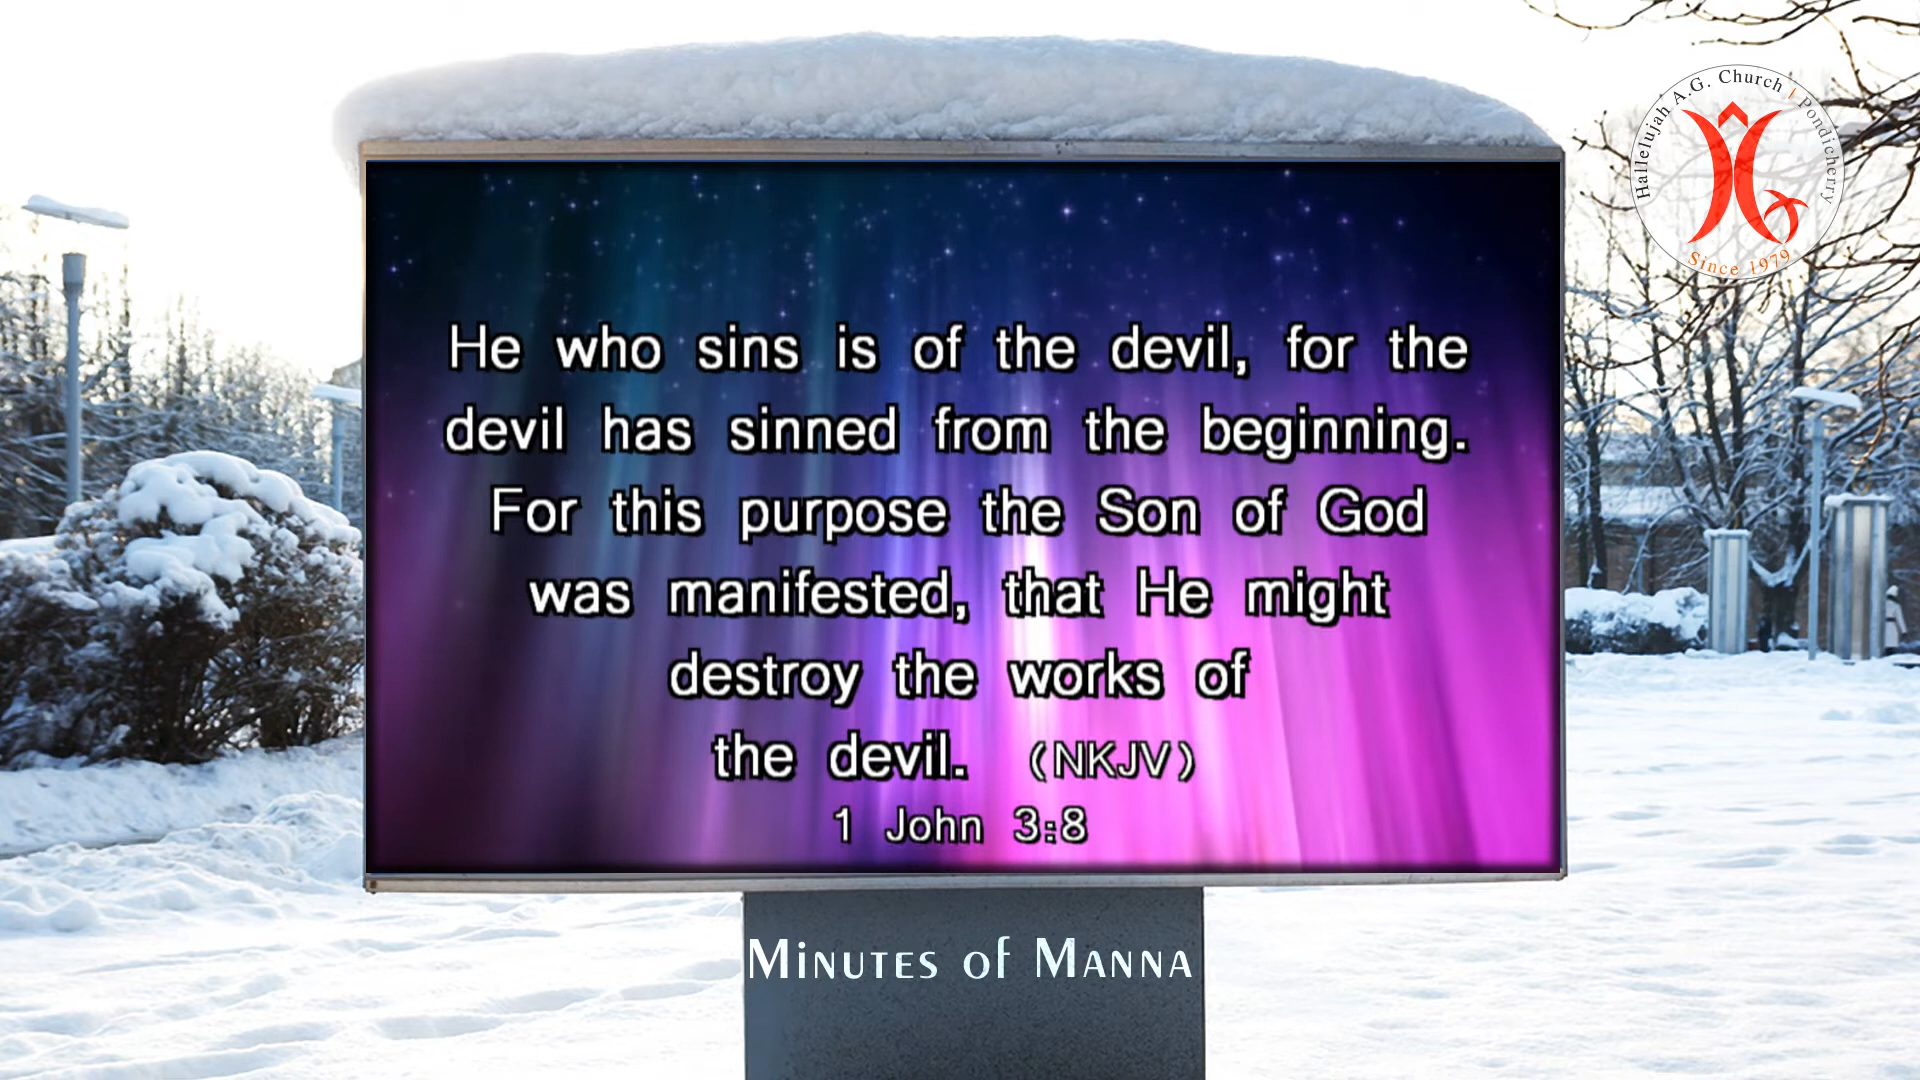 Hallelujah A.G. Church | Pondicherry
Since 1979
He who sins is of the devil, for the
devil has sinned from the beginning.
For this purpose the Son of God
was manifested, that He might
destroy the works of
the devil. (NKJV)
1 John 3:8
Minutes of Manna